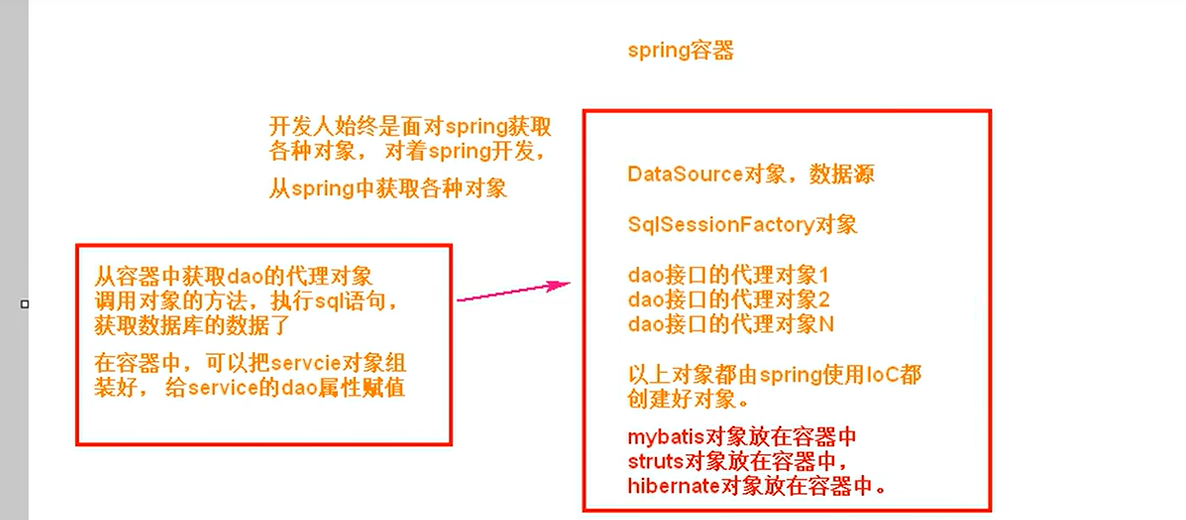 spring容器
开发人始终是面对spring获取
各种对象， 对着spring开发，
从spring中获取各种对象
从容器中获取dao的代理对象
调用对象的方法，执行sql语句，
获取数据库的数据了
在容器中，可以把servcie对象组
装好， 给service的dao属性赋值
DataSource对象，数据源
SqlSessionFactory对象
dao接口的代理对象1
dao接口的代理对象2
dao接口的代理对象N
以上对象都由spring使用IoC都
创建好对象。
mybatis对象放在容器中
struts对象放在容器中，
hibernate对象放在容器中。